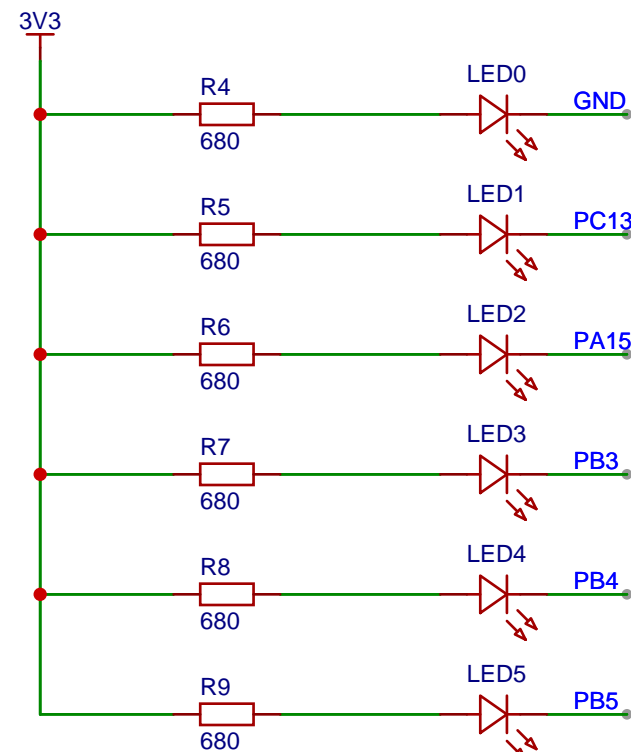 3V3
R4
680
LED0
GND
R5
680
LED1
PC13
R6
680
LED2
PA15
R7
680
LED3
PB3
R8
680
LED4
PB4
R9
680
LED5
PB5